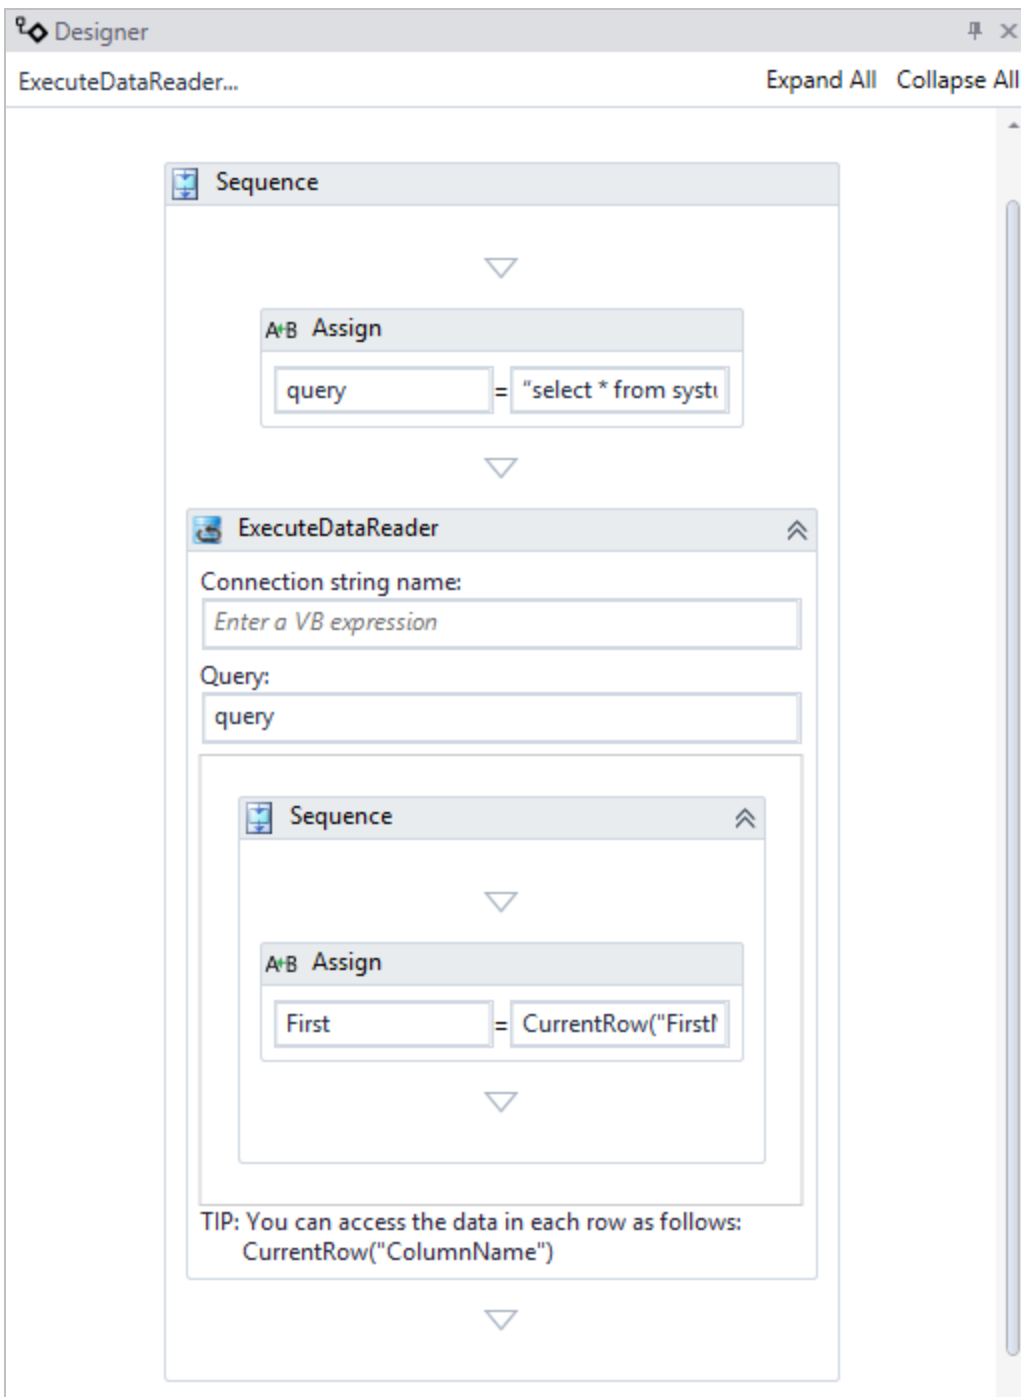 Designer
ExecuteDataReader...
Expand All Collapse All
Sequence
A+B Assign
query = "select * from
ExecuteDataReader
Connection string name:
Enter a VB expression
Query:
query
Sequence
A+B Assign
First = CurrentRow("First
TIP: You can access the data in each row as follows:
CurrentRow("ColumnName")